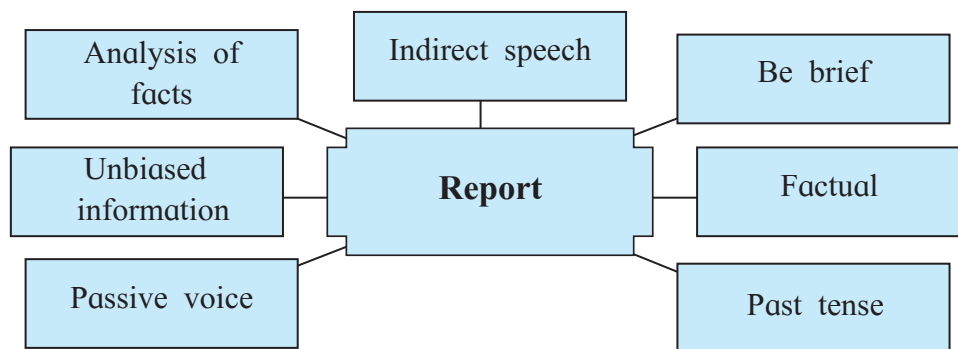 Analysis of
facts
Indirect speech
Be brief
Unbiased
information
Report
Factual
Passive voice
Past tense